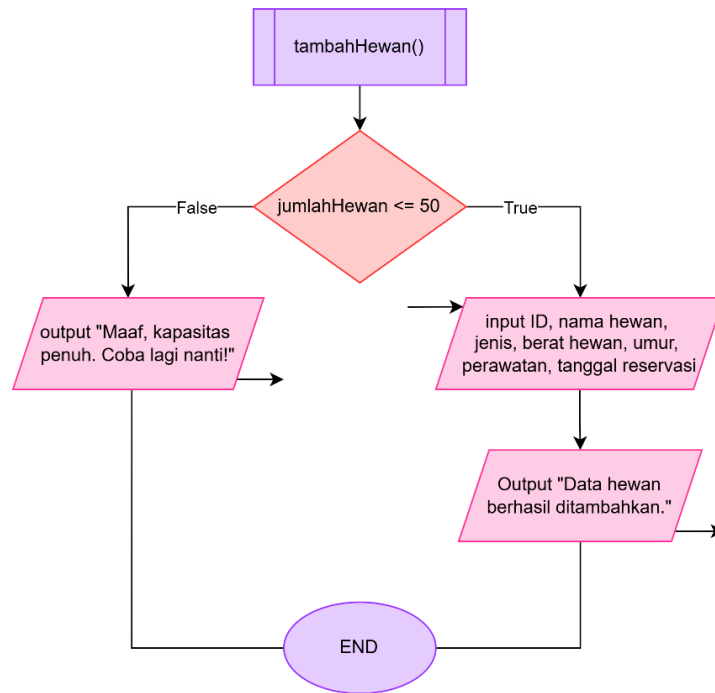 tambahHewan()
jumlahHewan <= 50
False
True
output "Maaf, kapasitas
penuh. Coba lagi nanti!"
input ID, nama hewan,
jenis, berat hewan, umur,
perawatan, tanggal reservasi
Output "Data hewan
berhasil ditambahkan."
END